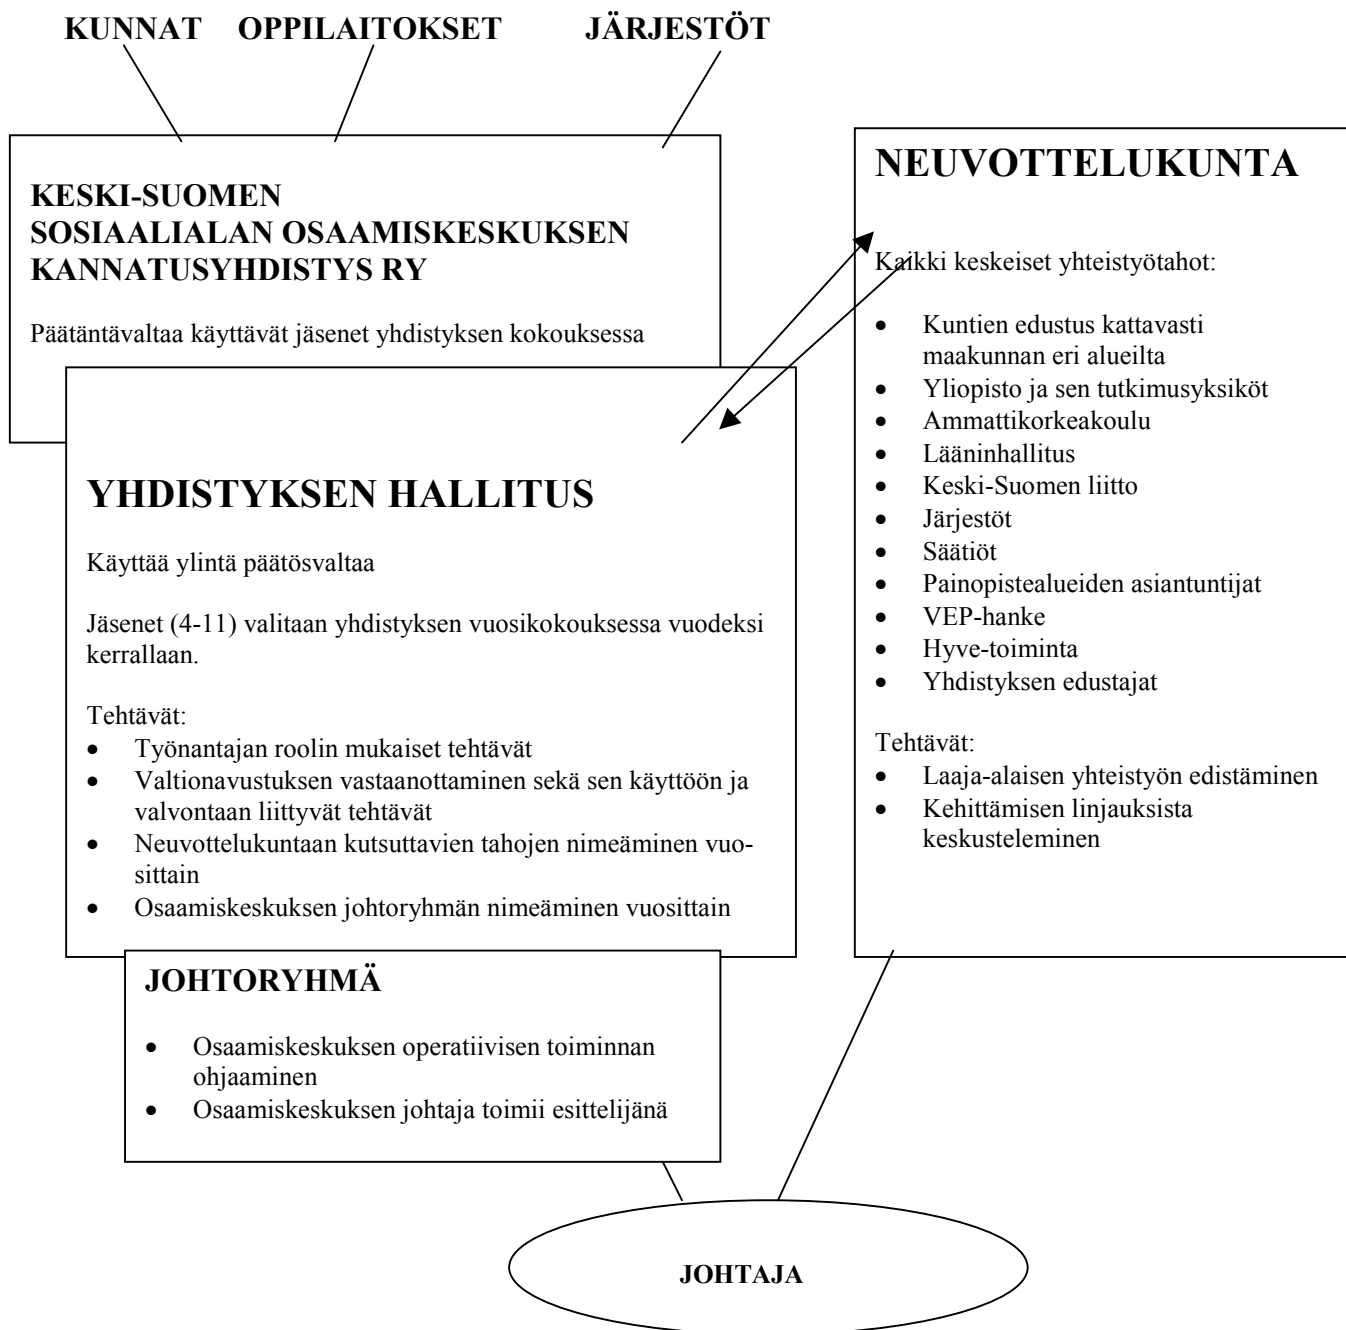 KUNNAT OPPILAITOKSET JÄRJESTÖT
KESKI-SUOMEN
SOSIAALIALAN OSAAMISKESKUKSEN
KANNATUSYHDISTYS RY
Päätäntävaltaa käyttävät jäsenet yhdistyksen kokouksessa
YHDISTYKSEN HALLITUS
Käyttää ylintä päätösvaltaa
Jäsenet (4-11) valitaan yhdistyksen vuosikokouksessa vuodeksi
kerrallaan.
Tehtävät:
• Työnantajan roolin mukaiset tehtävät
• Valtionavustuksen vastaanottaminen sekä sen käyttöön ja
valvontaan liittyvät tehtävät
• Neuvottelukuntaan kutsuttavien tahojen nimeäminen vuo-
sittain
• Osaamiskeskuksen johtoryhmän nimeäminen vuosittain
JOHTORYHMÄ
• Osaamiskeskuksen operatiivisen toiminnan
ohjaaminen
• Osaamiskeskuksen johtaja toimii esittelijänä
NEUVOTTELUKUNTA
Kaikki keskeiset yhteistyötahot:
• Kuntien edustus kattavasti
maakunnan eri alueilta
• Yliopisto ja sen tutkimusyksiköt
• Ammattikorkeakoulu
• Lääninhallitus
• Keski-Suomen liitto
• Järjestöt
• Säätiöt
• Painopistealueiden asiantuntijat
• VEP-hanke
• Hyve-toiminta
• Yhdistyksen edustajat
Tehtävät:
• Laaja-alaisen yhteistyön edistäminen
• Kehittämisen linjauksista
keskusteleminen
JOHTAJA